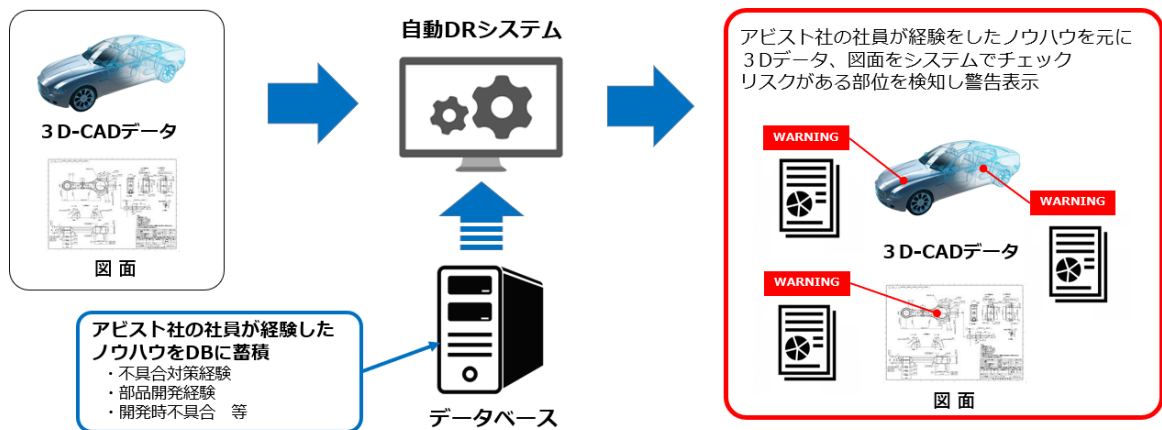 3D-CADデータ
図面
自動DRシステム
アビスト社の社員が経験した
ノウハウをDBに蓄積
・不具合対策経験
・部品開発経験
・開発時不具合　等
データベース
アビスト社の社員が経験をしたノウハウを元に
３Dデータ、図面をシステムでチェック
リスクがある部位を検知し警告表示
WARNING
WARNING
3D-CADデータ
WARNING
図面